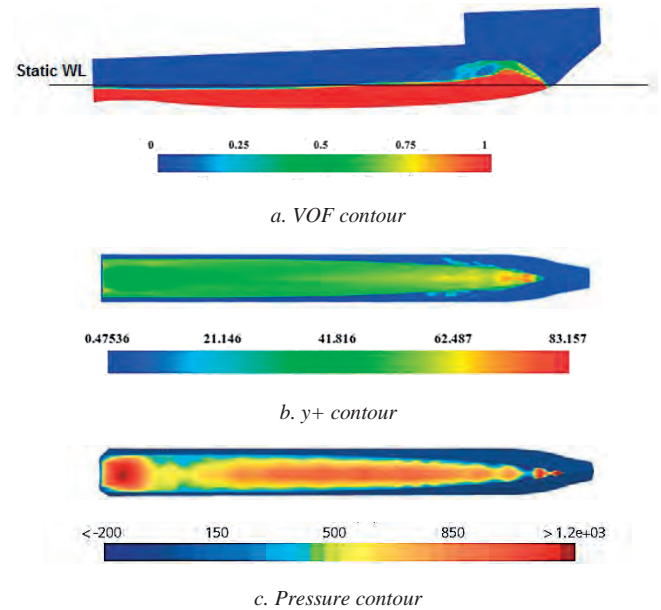 Static WL
0 0.25 0.5 0.75 1
a. VOF contour
0.47536 21.146 41.816 62.487 83.157
b. y+ contour
< -200 150 500 850 > 1.2e+03
c. Pressure contour